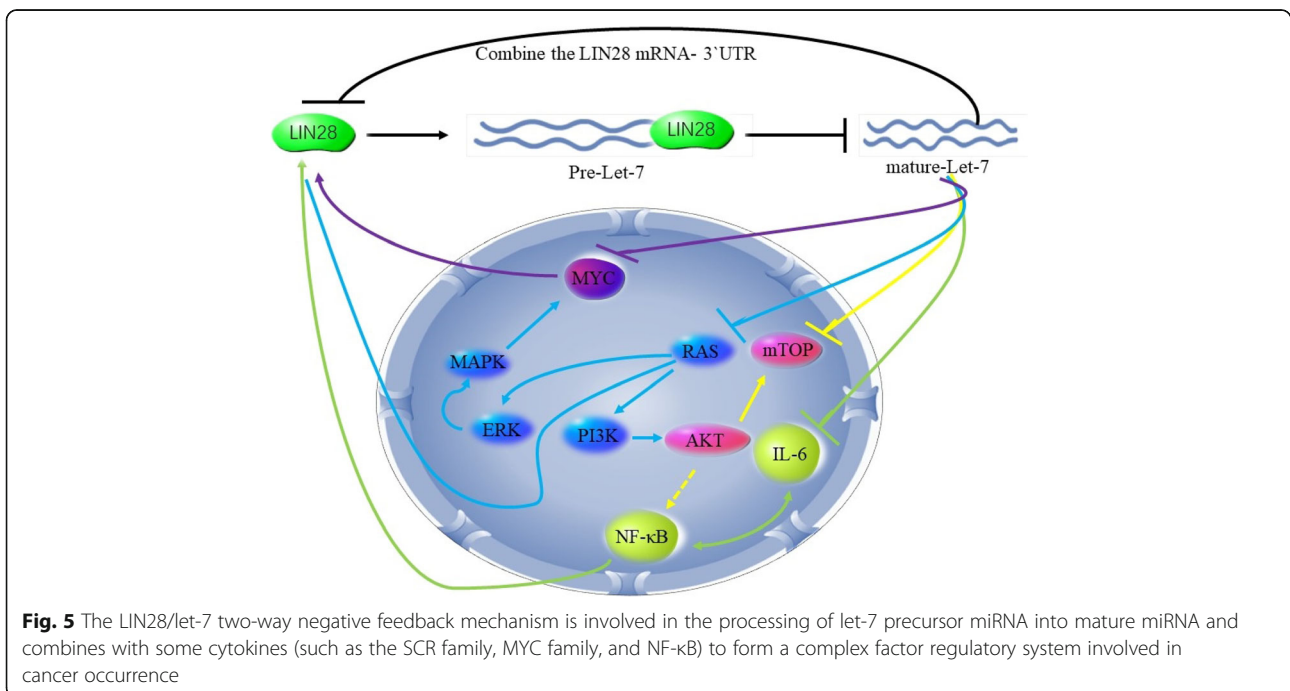 Combine the LIN28 mRNA- 3`UTR
LIN28
LIN28
Pre-Let-7
mature-Let-7
MYC
MAPK
RAS
mTOP
ERK
PI3K
AKT
IL-6
NF-κB
Fig. 5 The LIN28/let-7 two-way negative feedback mechanism is involved in the processing of let-7 precursor miRNA into mature miRNA and
combines with some cytokines (such as the SCR family, MYC family, and NF-κB) to form a complex factor regulatory system involved in
cancer occurrence